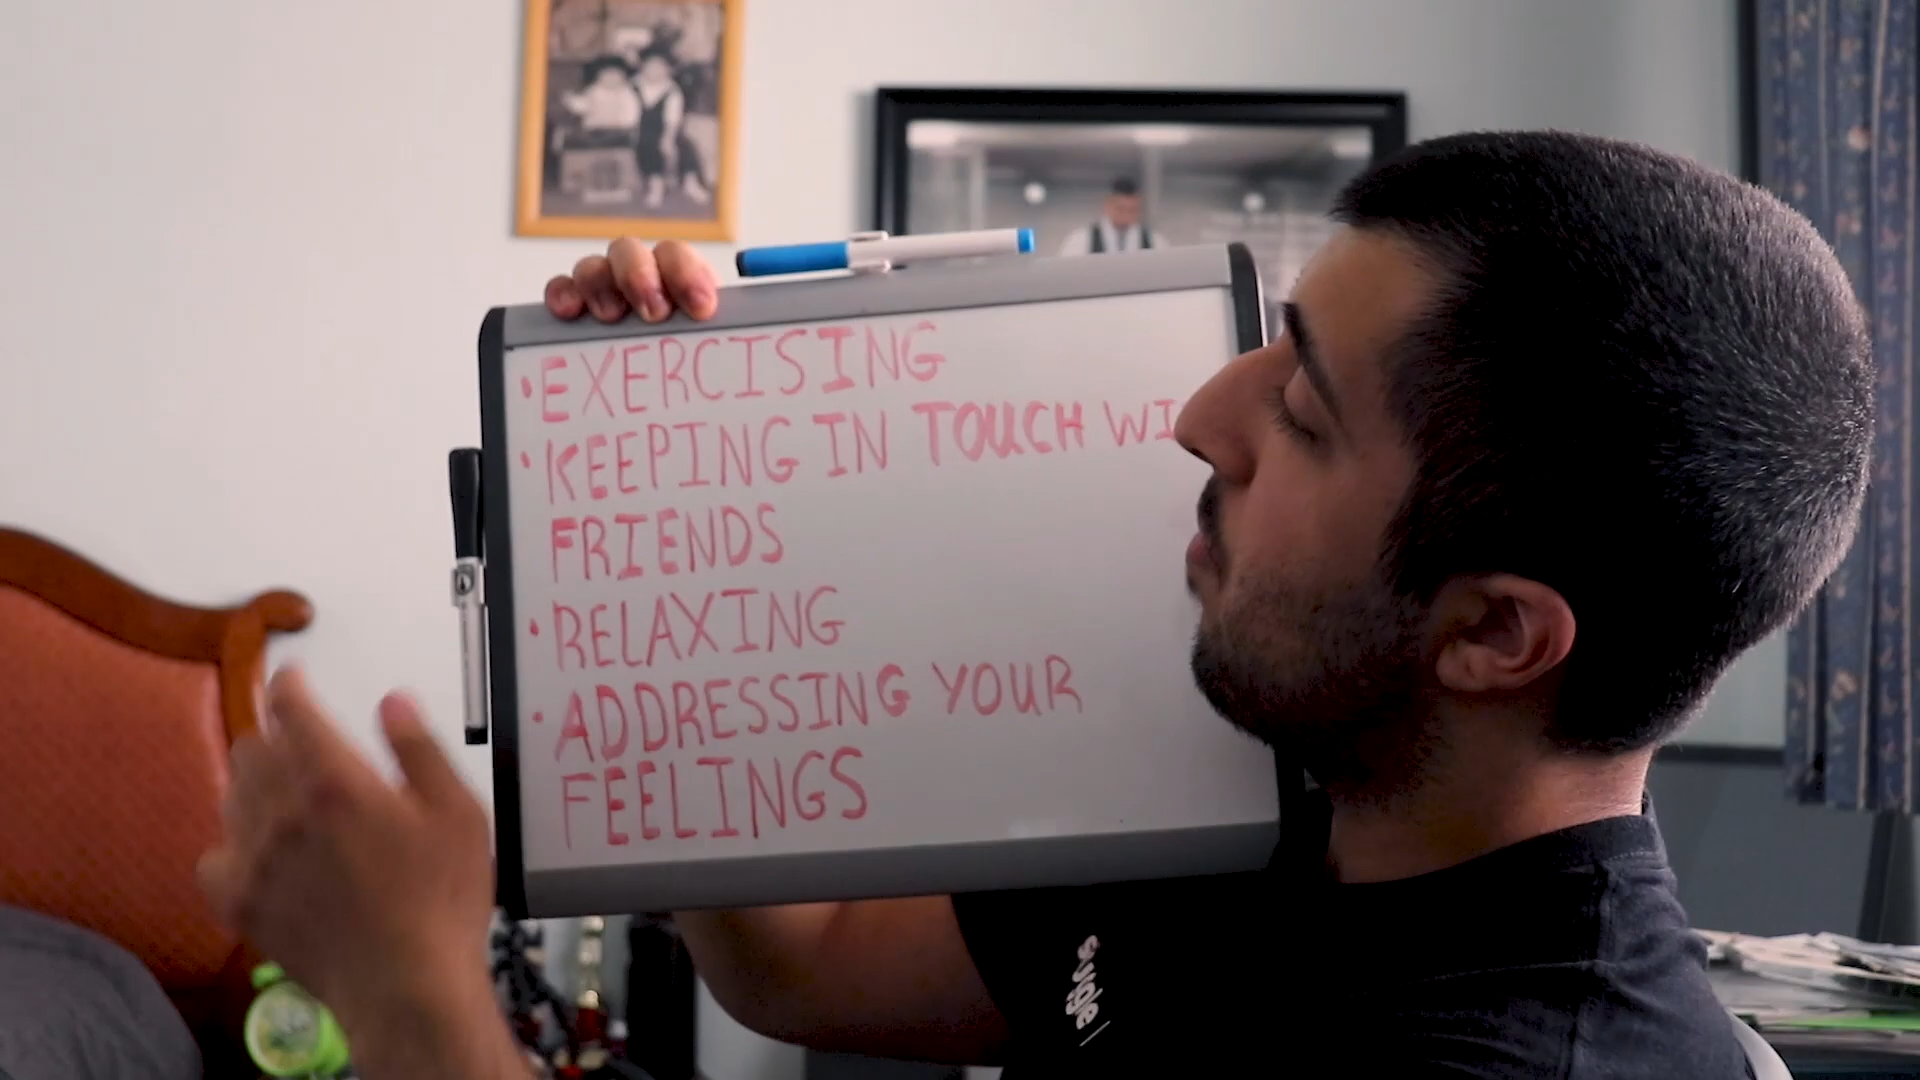 • EXERCISING
• KEEPING IN TOUCH WI
FRIENDS
• RELAXING
• ADDRESSING YOUR
FEELINGS